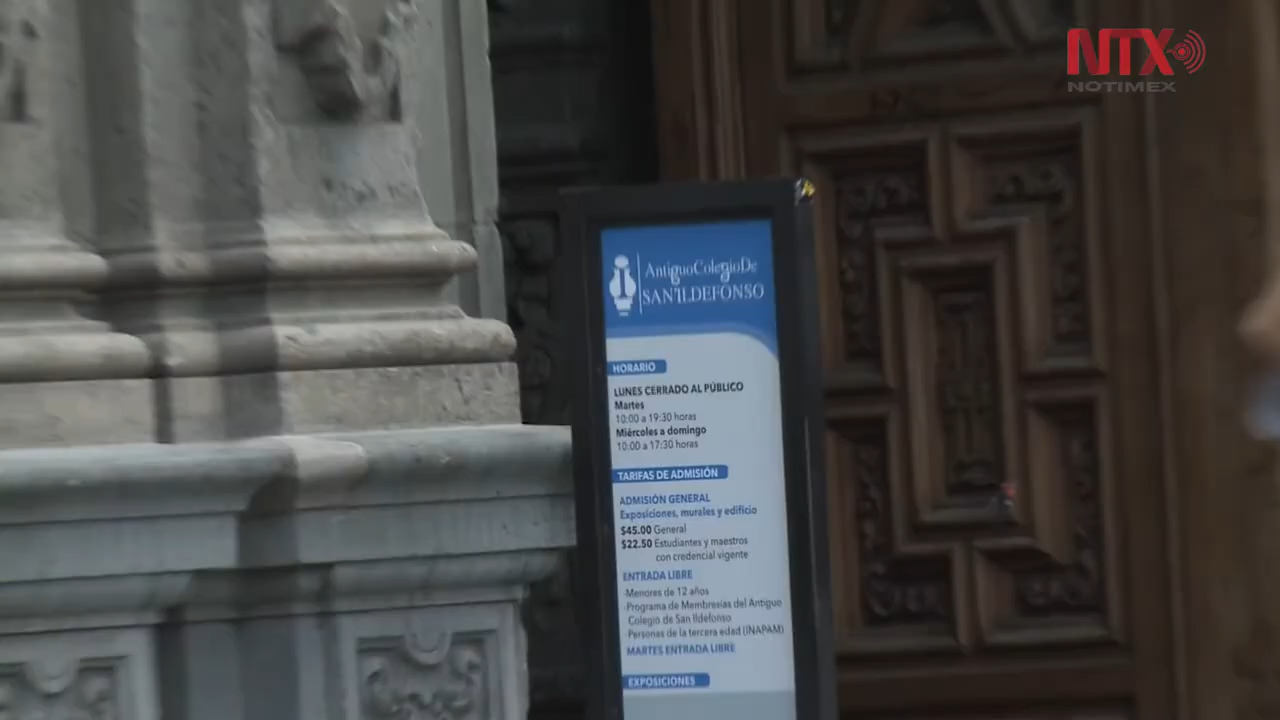 NTX
NOTIMEX
AntiguoColegioDe
SAN ILDEFONSO
HORARIO
LUNES CERRADO AL PÚBLICO
Martes
10:00 a 19:30 horas
Miércoles a domingo
10:00 a 17:30 horas
TARIFAS DE ADMISIÓN
ADMISIÓN GENERAL
Exposiciones, murales y edificio
$45.00 General
$22.50 Estudiantes y maestros
con credencial vigente
ENTRADA LIBRE
·Menores de 12 años
·Programa de Membresías del Antiguo
Colegio de San Ildefonso
·Personas de la tercera edad (INAPAM)
MARTES ENTRADA LIBRE
EXPOSICIONES